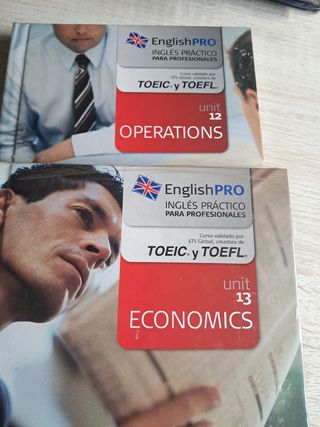 EnglishPRO
INGLÉS PRÁCTICO
PARA PROFESIONALES
Curso validado por
ETS Global, creadora de
TOEIC® y TOEFL®
unit
12
OPERATIONS
EnglishPRO
INGLÉS PRÁCTICO
PARA PROFESIONALES
Curso validado por
ETS Global, creadora de
TOEIC® y TOEFL®
unit
13
ECONOMICS